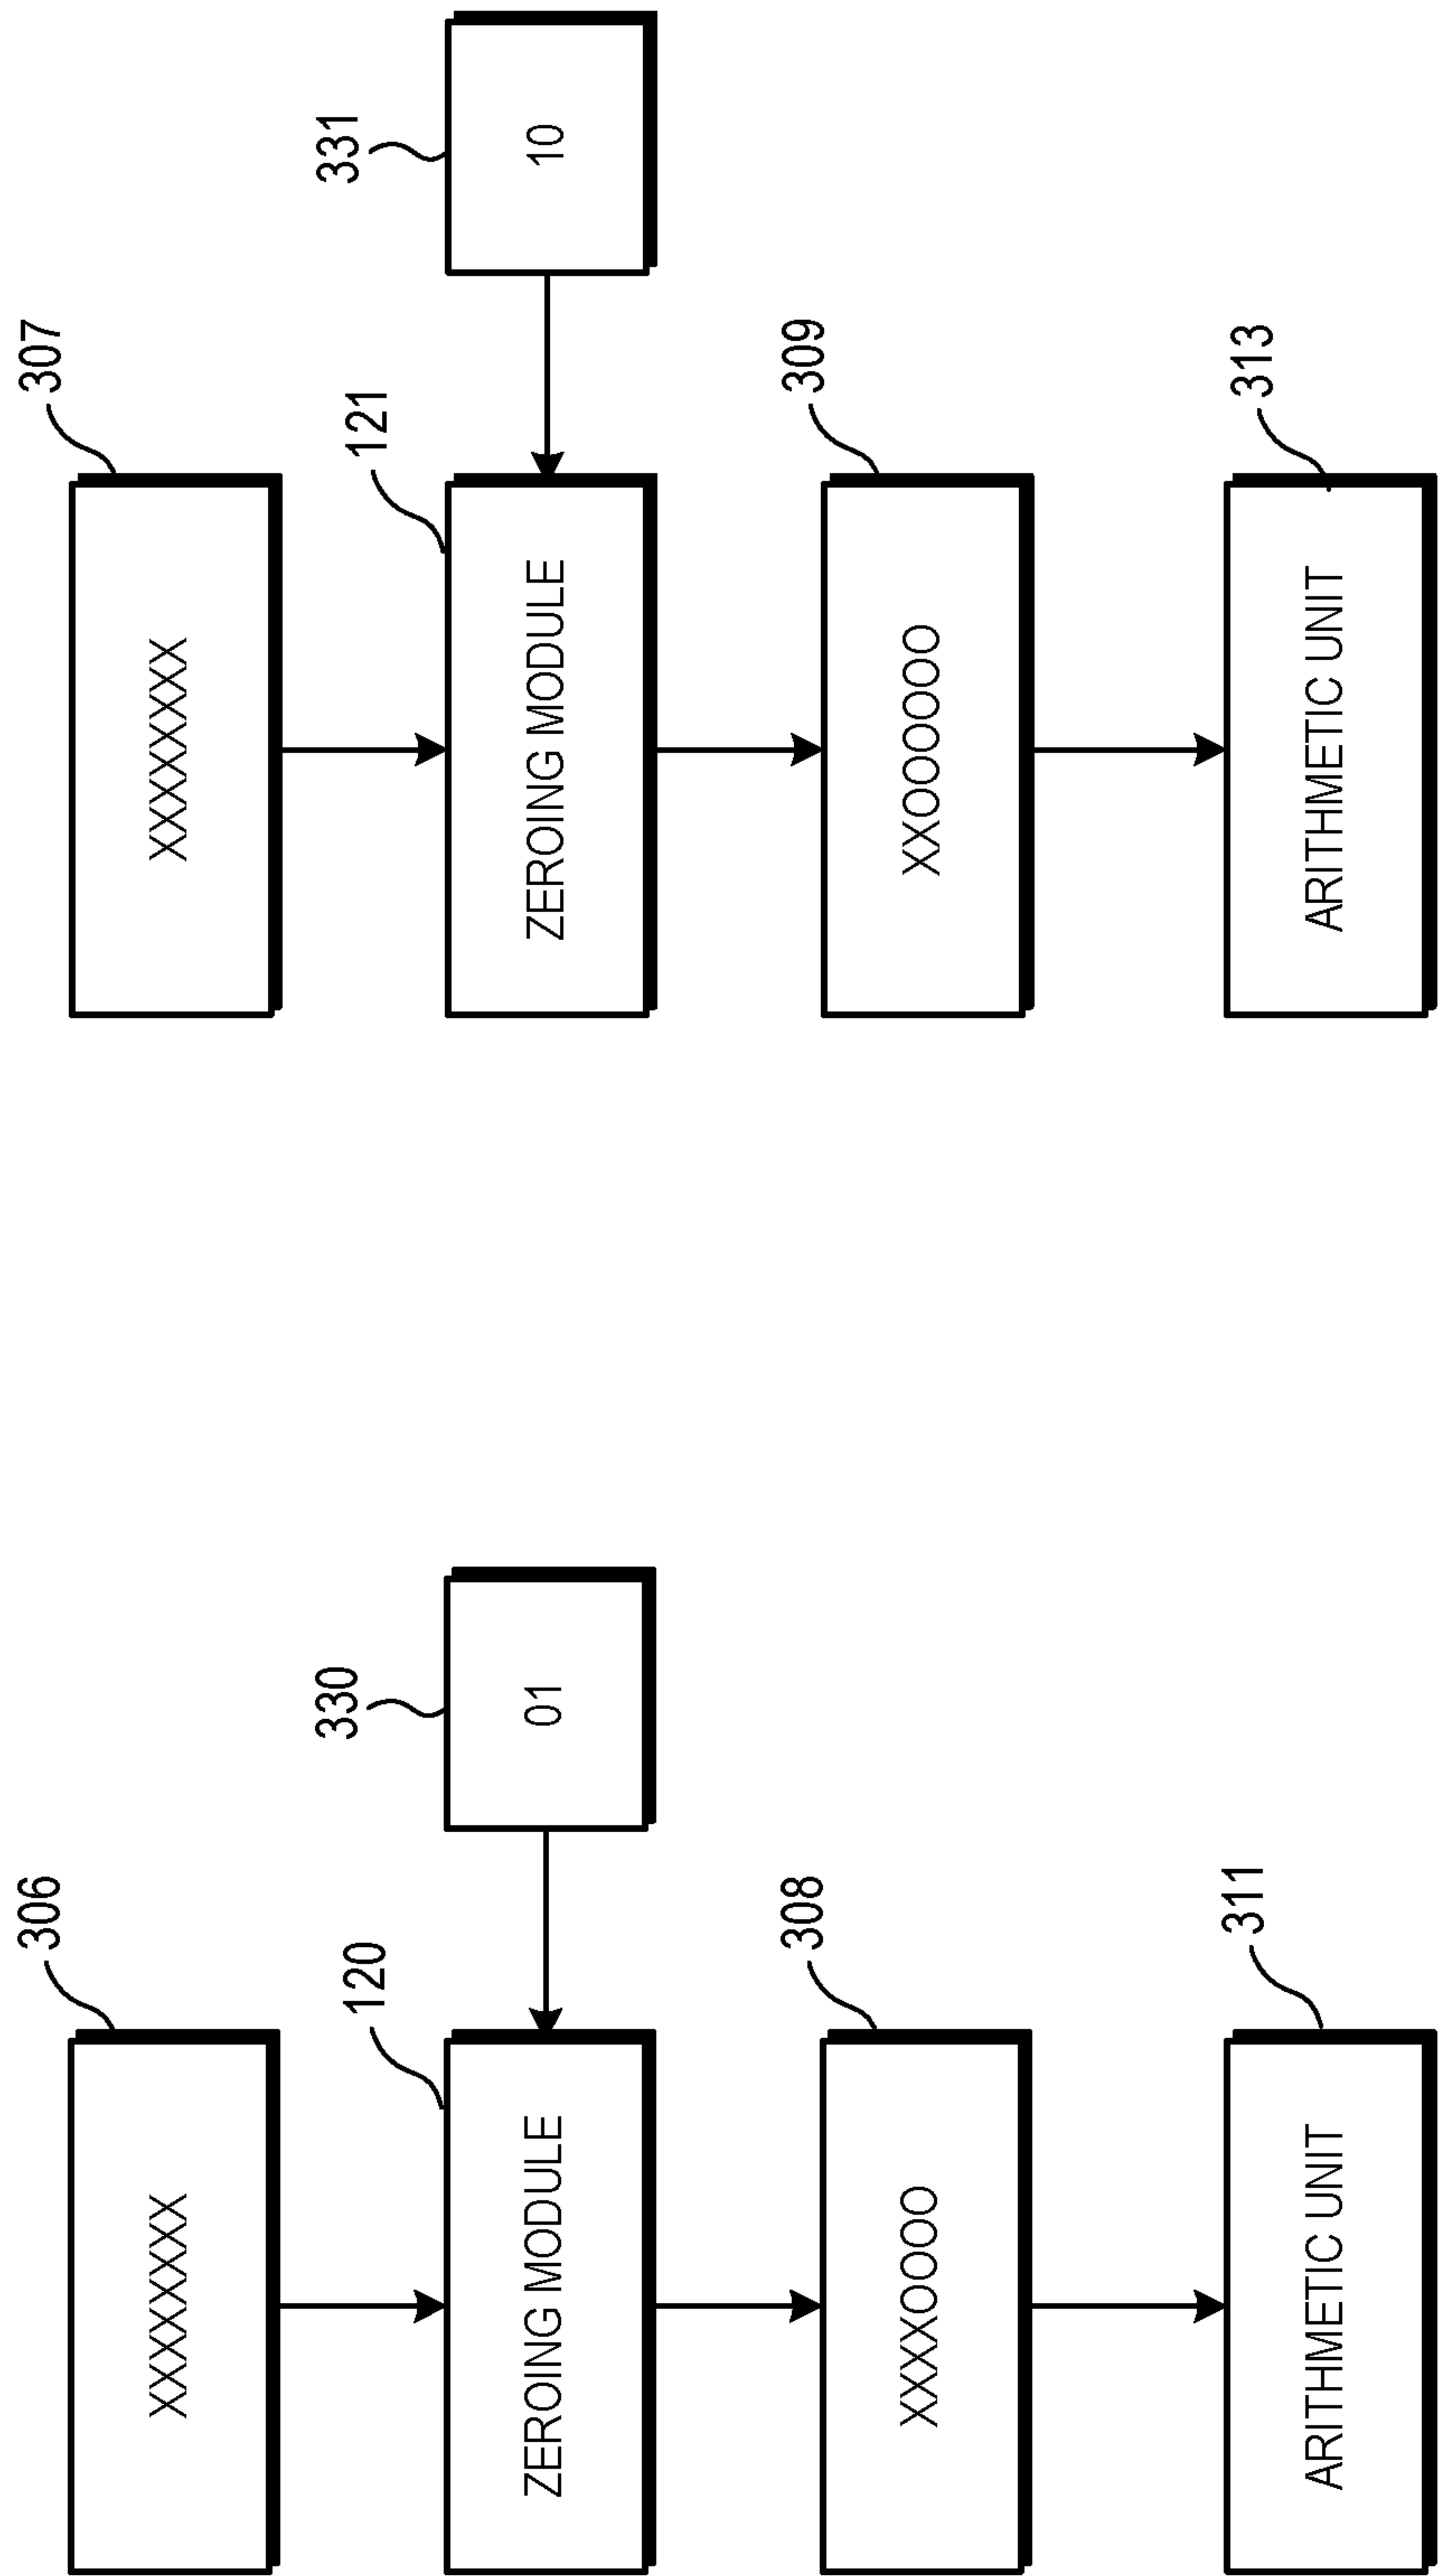 306
XXXXXXXX
120
ZEROING MODULE
330
01
308
XXXXOOOO
311
ARITHMETIC UNIT
307
XXXXXXXX
121
ZEROING MODULE
331
10
309
XXOOOOOO
313
ARITHMETIC UNIT